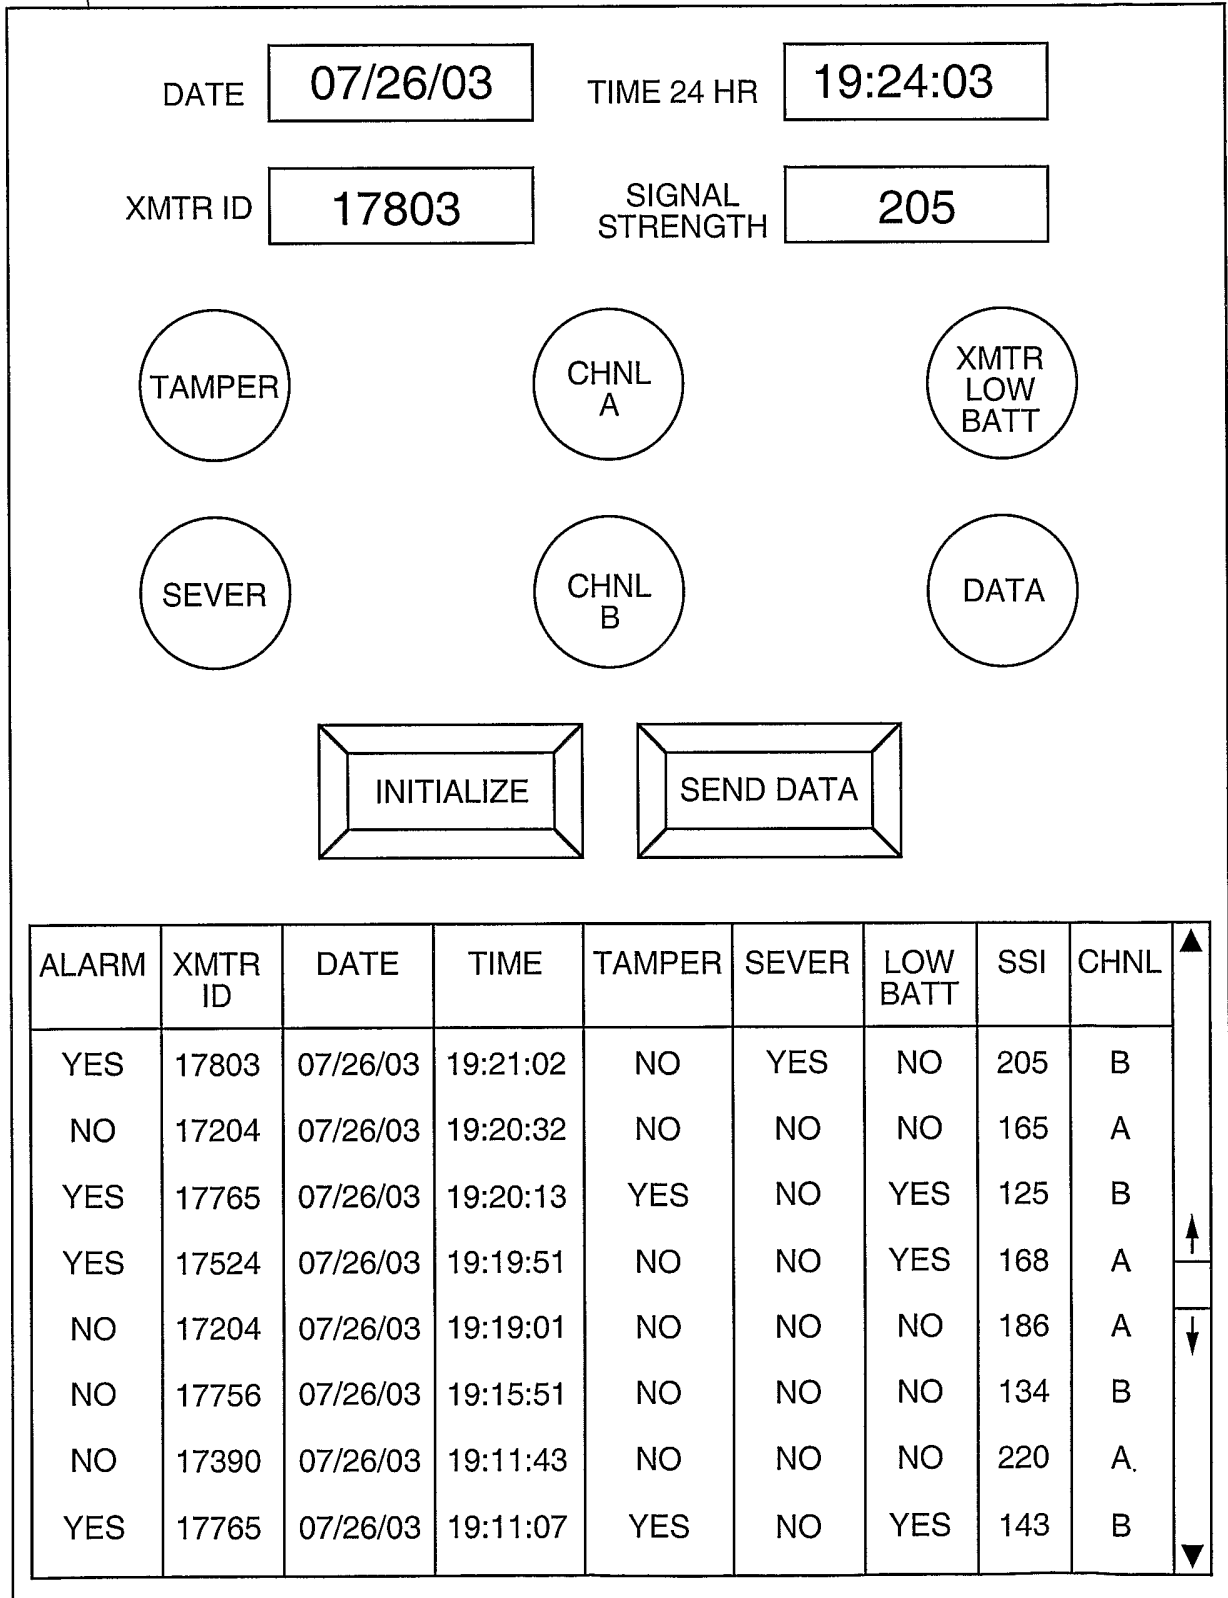 DATE 07/26/03 TIME 24 HR 19:24:03
XMTR ID 17803 SIGNAL STRENGTH 205
TAMPER
CHNL
A
XMTR
LOW
BATT
SEVER
CHNL
B
DATA
INITIALIZE SEND DATA
ALARM XMTR ID DATE TIME TAMPER SEVER LOW BATT SSI CHNL
YES 17803 07/26/03 19:21:02 NO YES NO 205 B
NO 17204 07/26/03 19:20:32 NO NO NO 165 A
YES 17765 07/26/03 19:20:13 YES NO YES 125 B
YES 17524 07/26/03 19:19:51 NO NO YES 168 A
NO 17204 07/26/03 19:19:01 NO NO NO 186 A
NO 17756 07/26/03 19:15:51 NO NO NO 134 B
NO 17390 07/26/03 19:11:43 NO NO NO 220 A.
YES 17765 07/26/03 19:11:07 YES NO YES 143 B